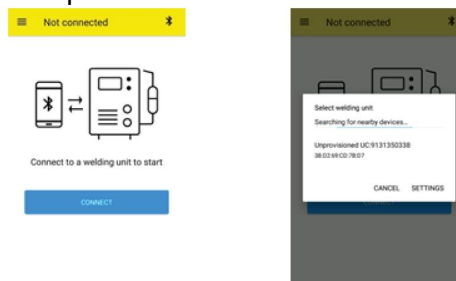 Not connected
Connect to a welding unit to start
CONNECT
Not connected
Select welding unit
Searching for nearby devices...
Unprovisioned UC:9131350338
38:D2:69:CD:7B:D7
CANCEL SETTINGS